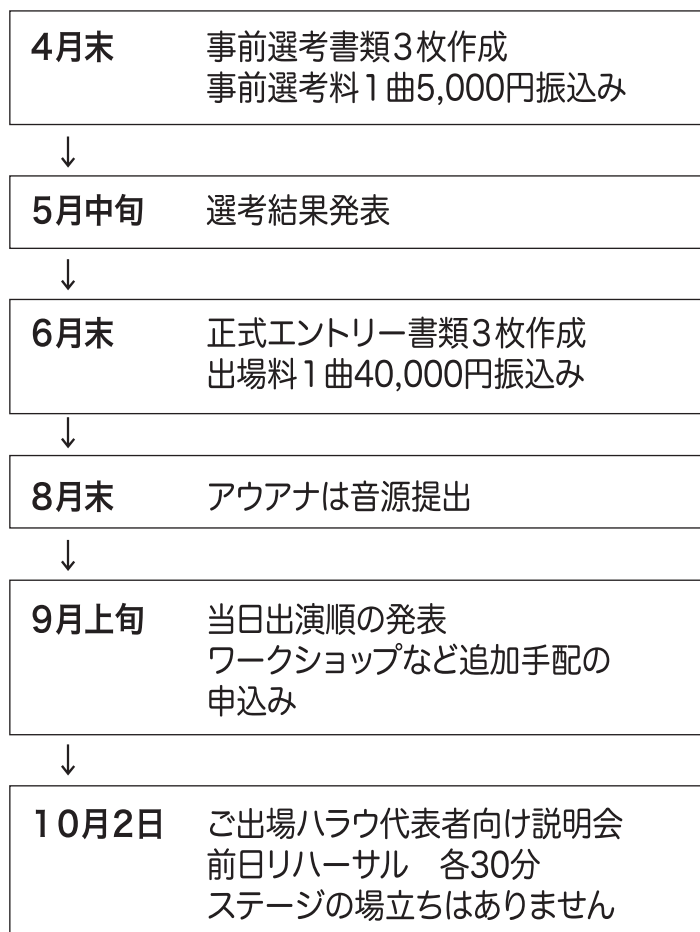 4月末 事前選考書類3枚作成
事前選考料1曲5,000円振込み
↓
5月中旬 選考結果発表
↓
6月末 正式エントリー書類3枚作成
出場料1曲40,000円振込み
↓
8月末 アウアナは音源提出
↓
9月上旬 当日出演順の発表
ワークショップなど追加手配の
申込み
↓
10月2日 ご出場ハラウ代表者向け説明会
前日リハーサル 各30分
ステージの場立ちはありません